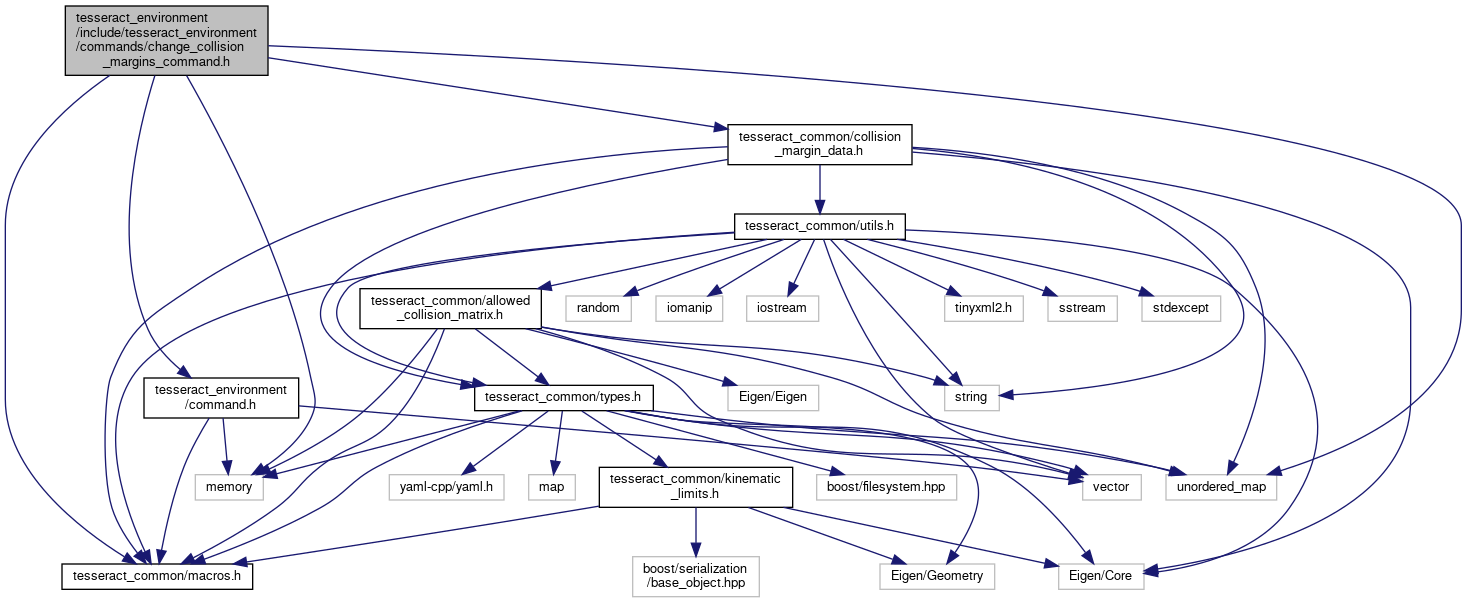 tesseract_environment
/include/tesseract_environment
/commands/change_collision
_margins_command.h
tesseract_common/collision
_margin_data.h
tesseract_common/utils.h
tesseract_common/allowed
_collision_matrix.h
random
iomanip
iostream
tinyxml2.h
sstream
stdexcept
tesseract_environment
/command.h
tesseract_common/types.h
Eigen/Eigen
string
memory
yaml-cpp/yaml.h
map
tesseract_common/kinematic
_limits.h
boost/filesystem.hpp
vector
unordered_map
tesseract_common/macros.h
boost/serialization
/base_object.hpp
Eigen/Geometry
Eigen/Core